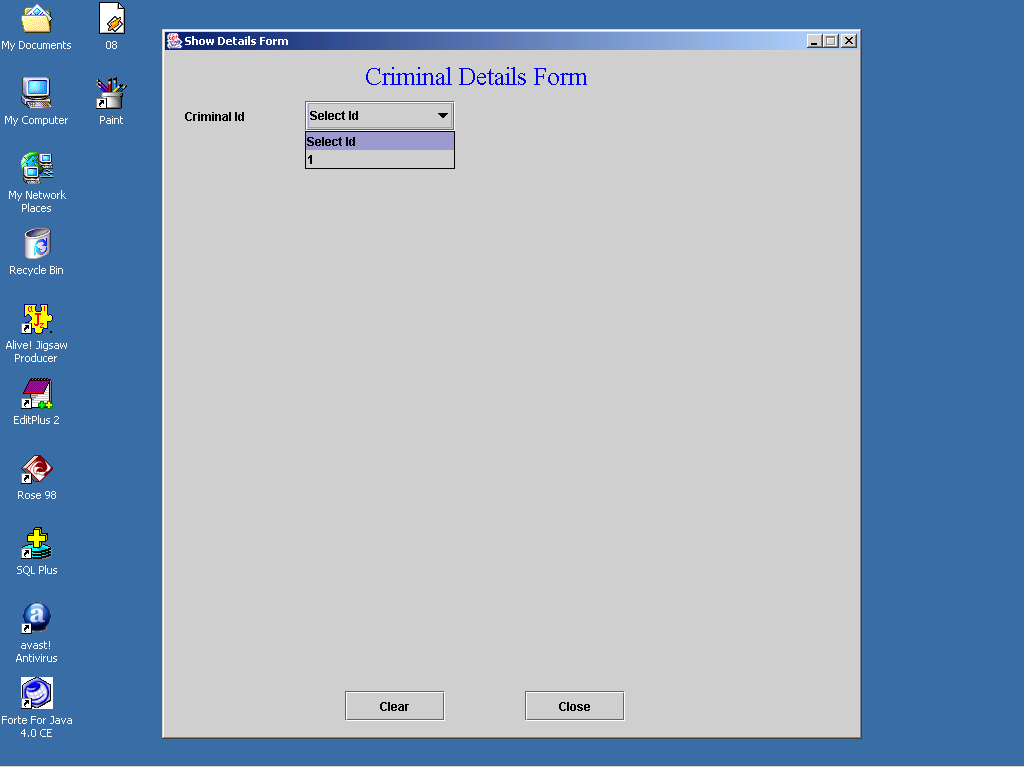 My Documents
08
My Computer
Paint
My Network
Places
Recycle Bin
Alive! Jigsaw
Producer
EditPlus 2
Rose 98
SQL Plus
avast!
Antivirus
Forte For Java
4.0 CE
Show Details Form
Criminal Details Form
Criminal Id
Select Id
Select Id
1
Clear
Close